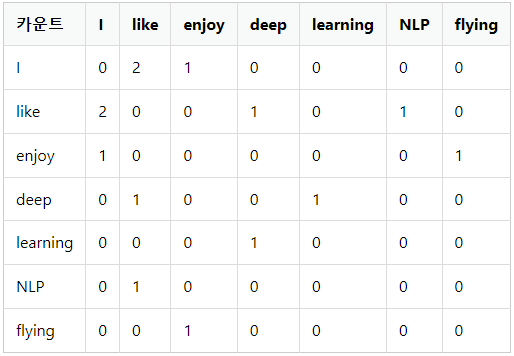 카운트 I like enjoy deep learning NLP flying
I 0 2 1 0 0 0 0
like 2 0 0 1 0 1 0
enjoy 1 0 0 0 0 0 1
deep 0 1 0 0 1 0 0
learning 0 0 0 1 0 0 0
NLP 0 1 0 0 0 0 0
flying 0 0 1 0 0 0 0